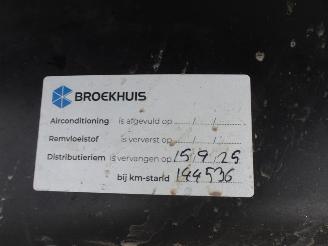 BROEKHUIS
Airconditioning is afgevuld op ...../...../.....
Remvloeistof is ververst op ...../...../.....
Distributieriem is vervangen op 15/9/25
bij km-stand 144536